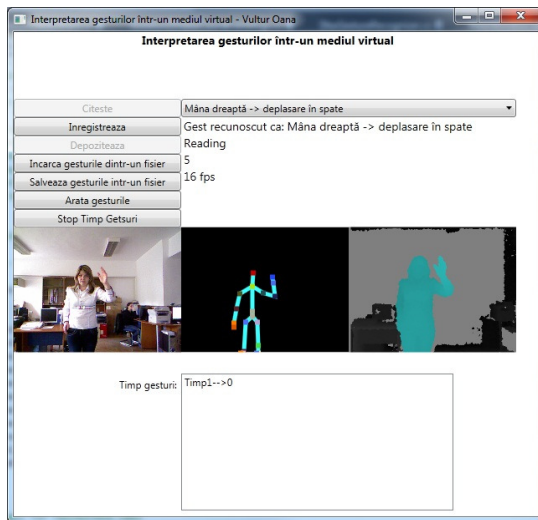 Interpretarea gesturilor într-un mediul virtual - Vultur Oana
Interpretarea gesturilor într-un mediul virtual
Citeste
Mâna dreaptă -> deplasare în spate
Inregistreaza
Gest recunoscut ca: Mâna dreaptă -> deplasare în spate
Depoziteaza
Reading
Incarca gesturile dintr-un fisier
5
Salveaza gesturile intr-un fisier
16 fps
Arata gesturile
Stop Timp Getsuri
Timp gesturi:
Timp1-->0